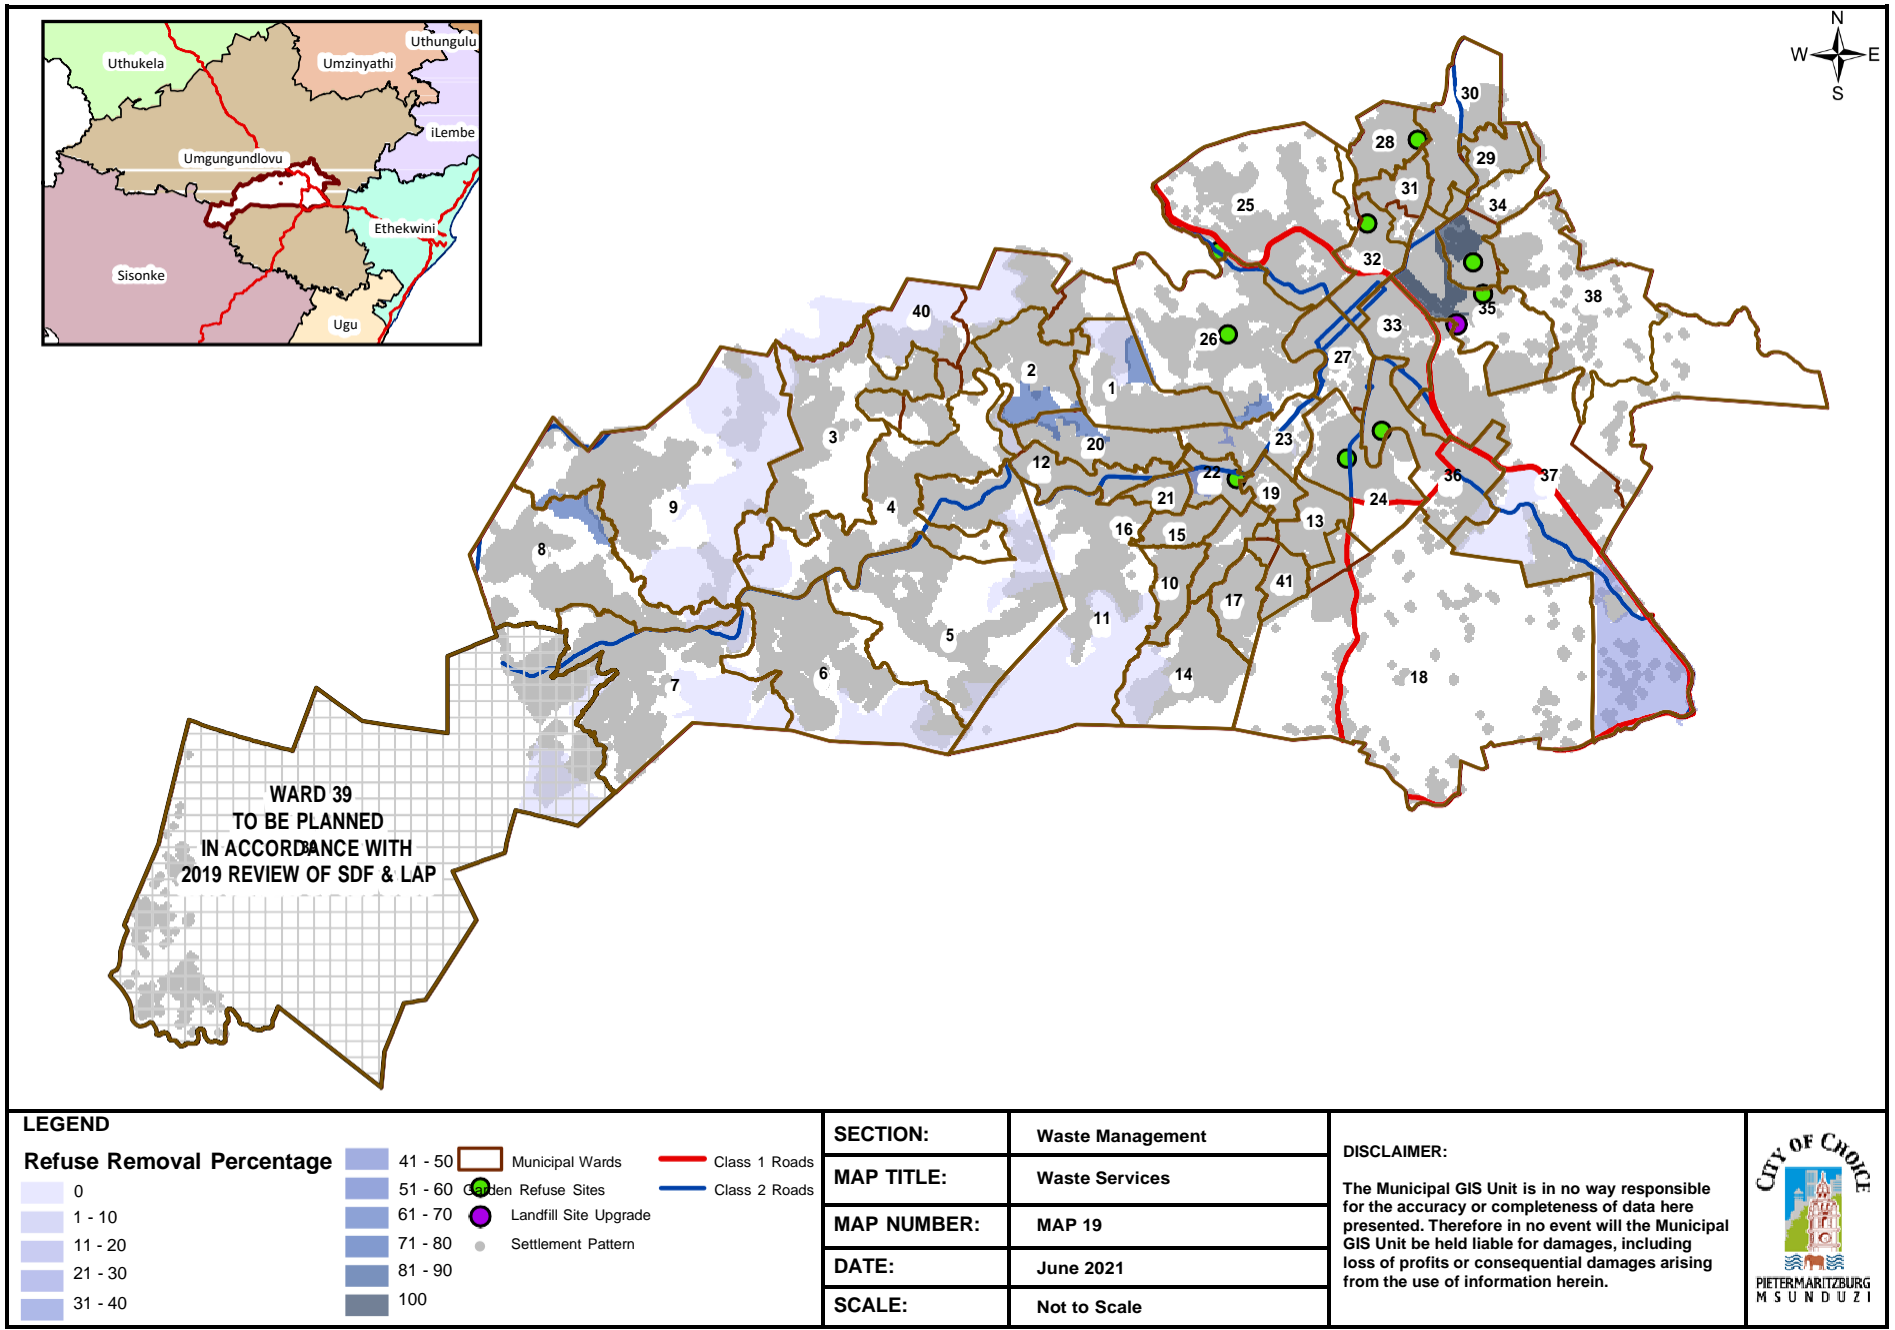 Uthungulu
Uthukela
Umzinyathi
iLembe
Umgungundlovu
Ethekwini
Sisonke
Ugu
N
W
E
S
30
28
29
31
34
25
32
38
35
40
33
26
27
2
1
3
23
20
12
22
36
37
9
21
19
24
4
16
15
13
8
10
41
17
11
5
6
14
18
7
WARD 39
TO BE PLANNED
IN ACCORDANCE WITH
39
2019 REVIEW OF SDF & LAP
LEGEND
Refuse Removal Percentage
0
1 - 10
11 - 20
21 - 30
31 - 40
41 - 50
51 - 60
61 - 70
71 - 80
81 - 90
100
Municipal Wards
Garden Refuse Sites
Landfill Site Upgrade
Settlement Pattern
Class 1 Roads
Class 2 Roads
SECTION: Waste Management
MAP TITLE: Waste Services
MAP NUMBER: MAP 19
DATE: June 2021
SCALE: Not to Scale
DISCLAIMER:
The Municipal GIS Unit is in no way responsible
for the accuracy or completeness of data here
presented. Therefore in no event will the Municipal
GIS Unit be held liable for damages, including
loss of profits or consequential damages arising
from the use of information herein.
CITY OF CHOICE
PIETERMARITZBURG
MSUNDUZI